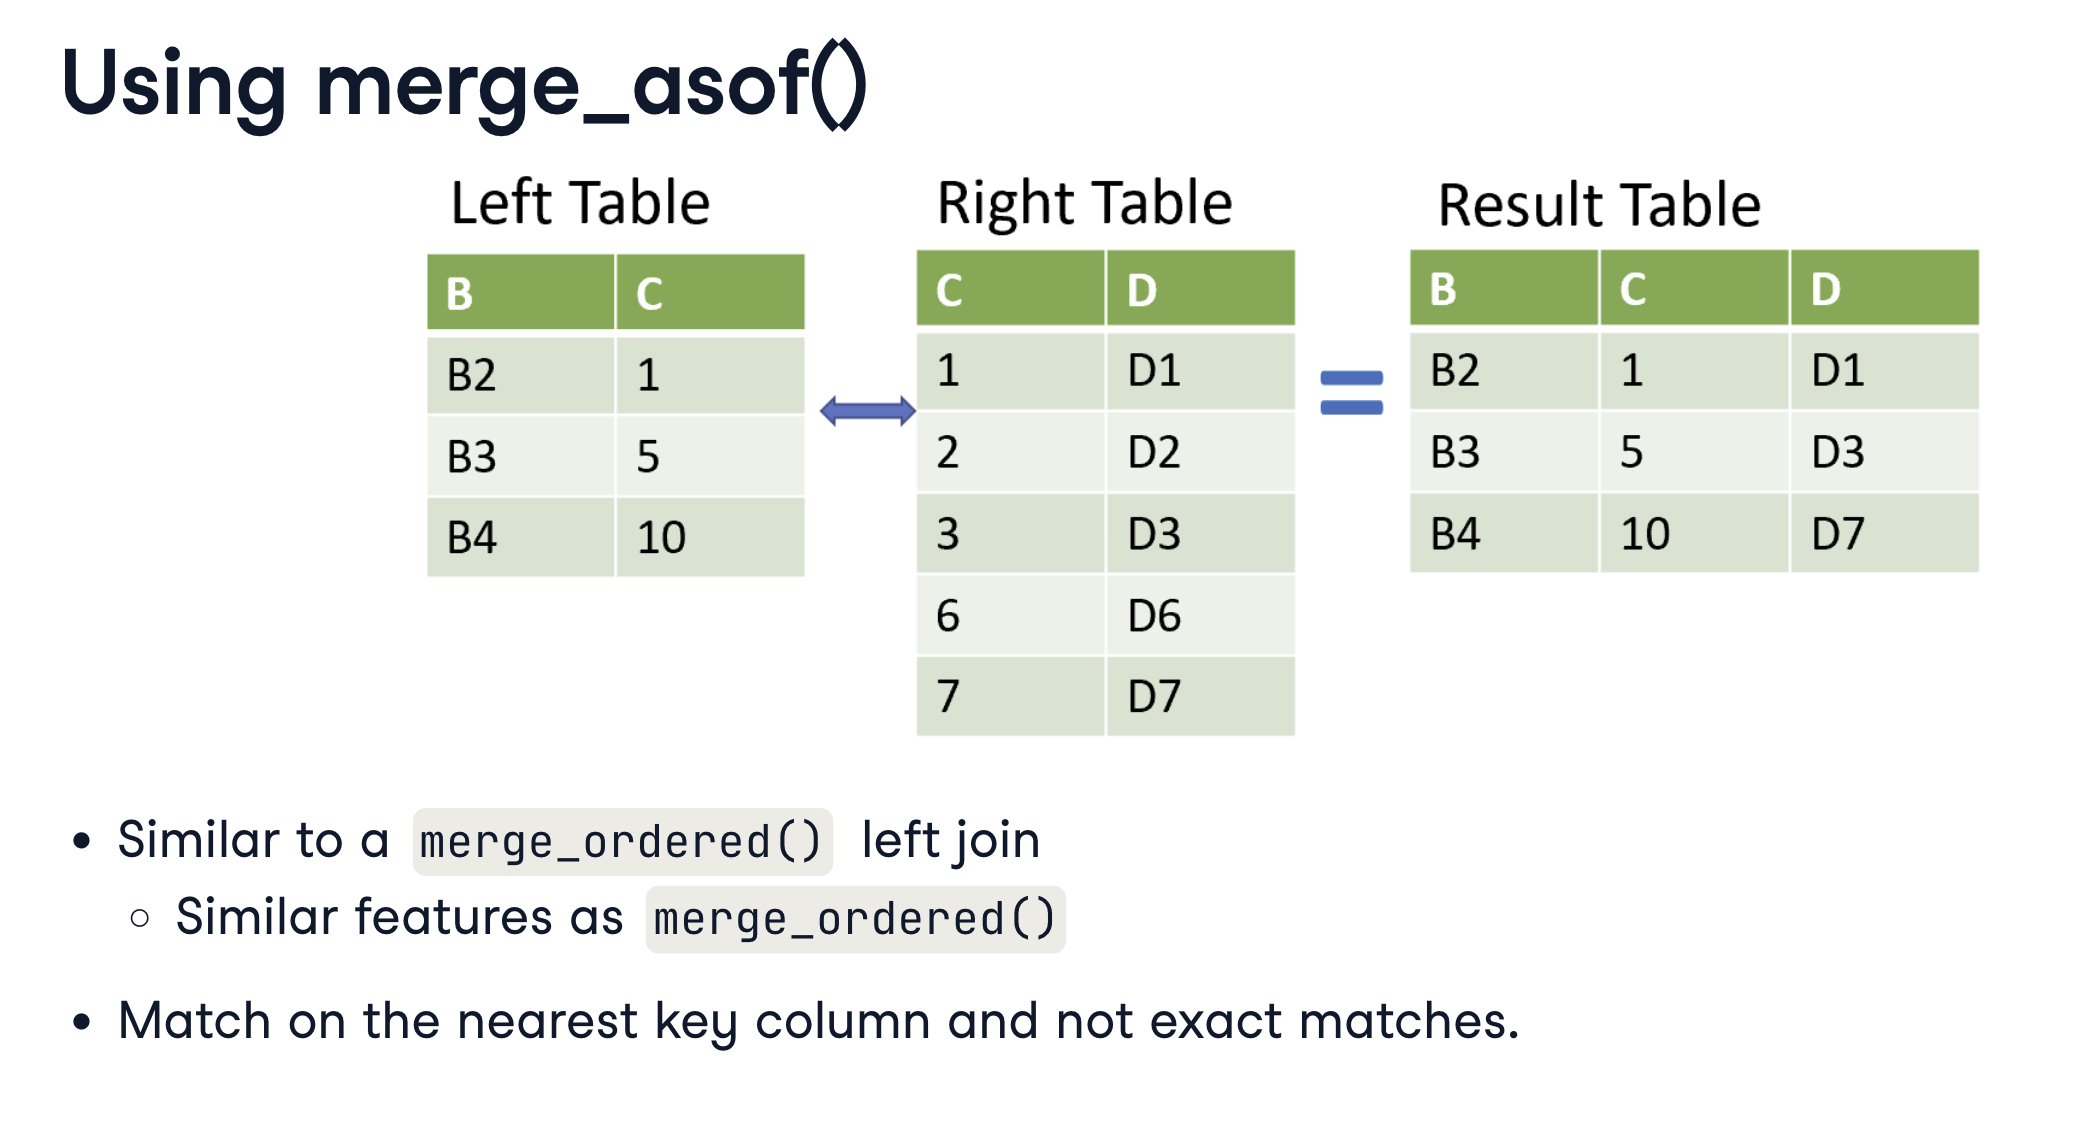 Using merge_asof()
Left Table Right Table Result Table
B C C D B C D
B2 1 1 D1 B2 1 D1
B3 5 2 D2 B3 5 D3
B4 10 3 D3 B4 10 D7
6 D6
7 D7
• Similar to a merge_ordered() left join
○ Similar features as merge_ordered()
• Match on the nearest key column and not exact matches.